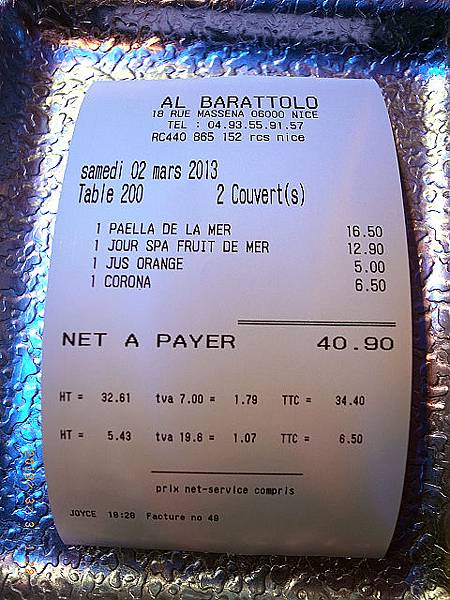 AL BARATTOLO
18 RUE MASSENA 06000 NICE
TEL : 04.93.55.91.57
RC440 865 152 rcs nice
samedi 02 mars 2013
Table 200 2 Couvert(s)
1 PAELLA DE LA MER 16.50
1 JOUR SPA FRUIT DE MER 12.90
1 JUS ORANGE 5.00
1 CORONA 6.50
NET A PAYER 40.90
HT = 32.61 tva 7.00 = 1.79 TTC = 34.40
HT = 5.43 tva 19.6 = 1.07 TTC = 6.50
prix net-service compris
JOYCE 19:29 Facture no 49